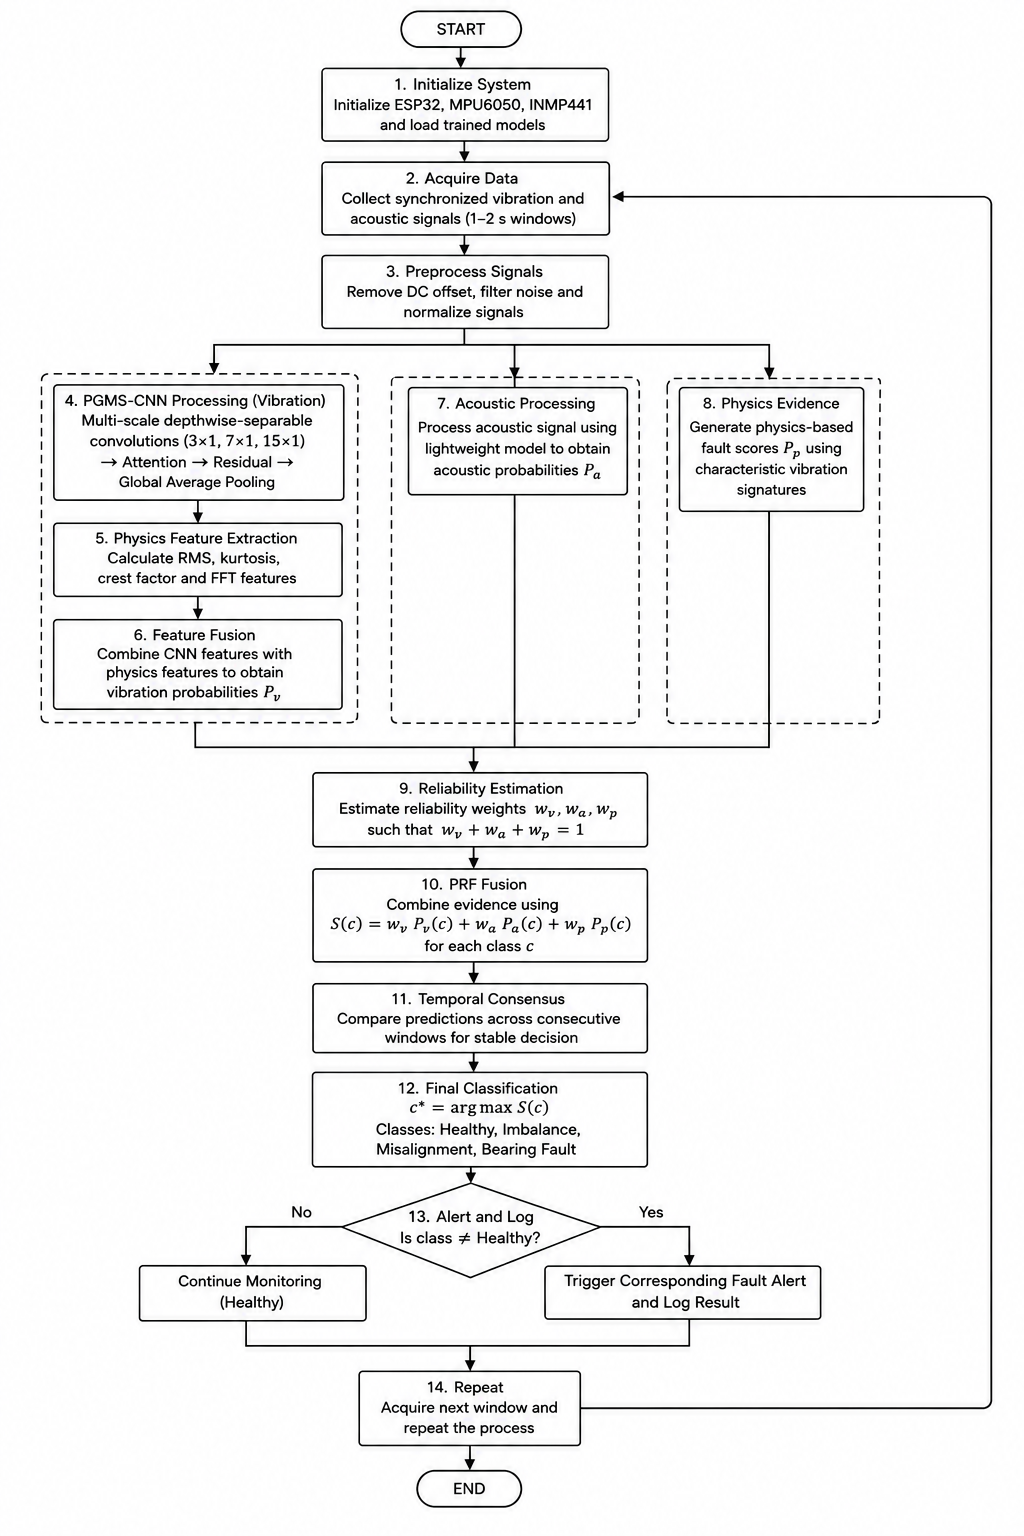 START
1. Initialize System
Initialize ESP32, MPU6050, INMP441
and load trained models
2. Acquire Data
Collect synchronized vibration and
acoustic signals (1–2 s windows)
3. Preprocess Signals
Remove DC offset, filter noise and
normalize signals
4. PGMS-CNN Processing (Vibration)
Multi-scale depthwise-separable
convolutions (3×1, 7×1, 15×1)
→ Attention → Residual →
Global Average Pooling
5. Physics Feature Extraction
Calculate RMS, kurtosis,
crest factor and FFT features
6. Feature Fusion
Combine CNN features with
physics features to obtain
vibration probabilities P_v
7. Acoustic Processing
Process acoustic signal using
lightweight model to obtain
acoustic probabilities P_a
8. Physics Evidence
Generate physics-based
fault scores P_p using
characteristic vibration
signatures
9. Reliability Estimation
Estimate reliability weights w_v, w_a, w_p
such that w_v + w_a + w_p = 1
10. PRF Fusion
Combine evidence using
S(c) = w_v P_v(c) + w_a P_a(c) + w_p P_p(c)
for each class c
11. Temporal Consensus
Compare predictions across consecutive
windows for stable decision
12. Final Classification
c* = arg max S(c)
Classes: Healthy, Imbalance,
Misalignment, Bearing Fault
13. Alert and Log
Is class ≠ Healthy?
No
Yes
Continue Monitoring
(Healthy)
Trigger Corresponding Fault Alert
and Log Result
14. Repeat
Acquire next window and
repeat the process
END